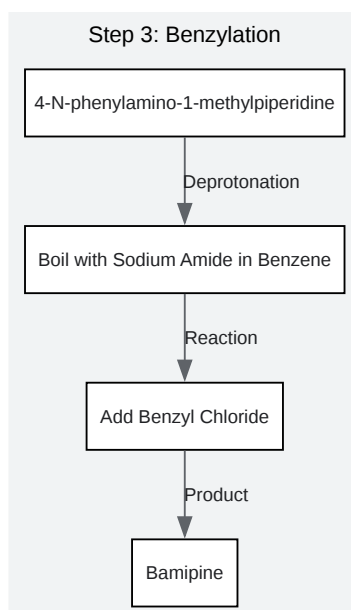 Step 3: Benzylation
4-N-phenylamino-1-methylpiperidine
Deprotonation
Boil with Sodium Amide in Benzene
Reaction
Add Benzyl Chloride
Product
Bamipine